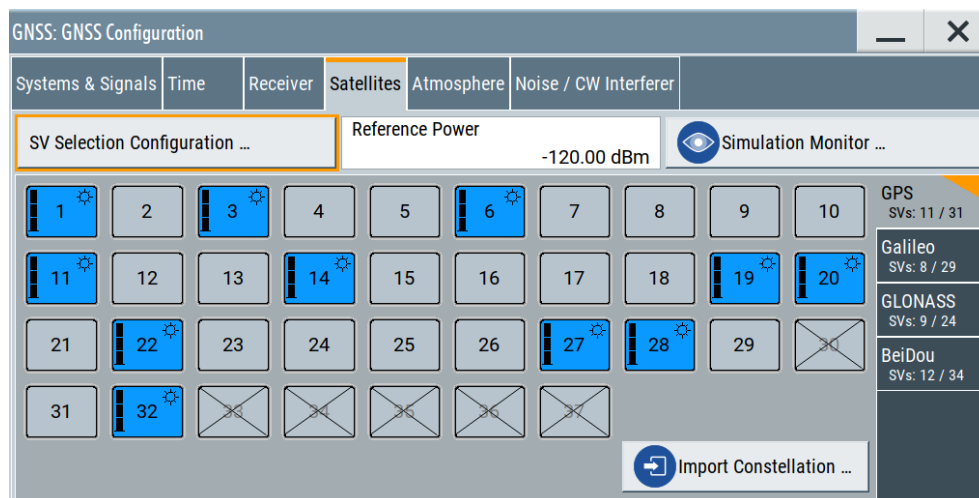 GNSS: GNSS Configuration
Systems & Signals Time Receiver Satellites Atmosphere Noise / CW Interferer
SV Selection Configuration ...
Reference Power
-120.00 dBm
Simulation Monitor ...
1 2 3 4 5 6 7 8 9 10
11 12 13 14 15 16 17 18 19 20
21 22 23 24 25 26 27 28 29 30
31 32 33 34 35 36 37
GPS
SVs: 11 / 31
Galileo
SVs: 8 / 29
GLONASS
SVs: 9 / 24
BeiDou
SVs: 12 / 34
Import Constellation ...